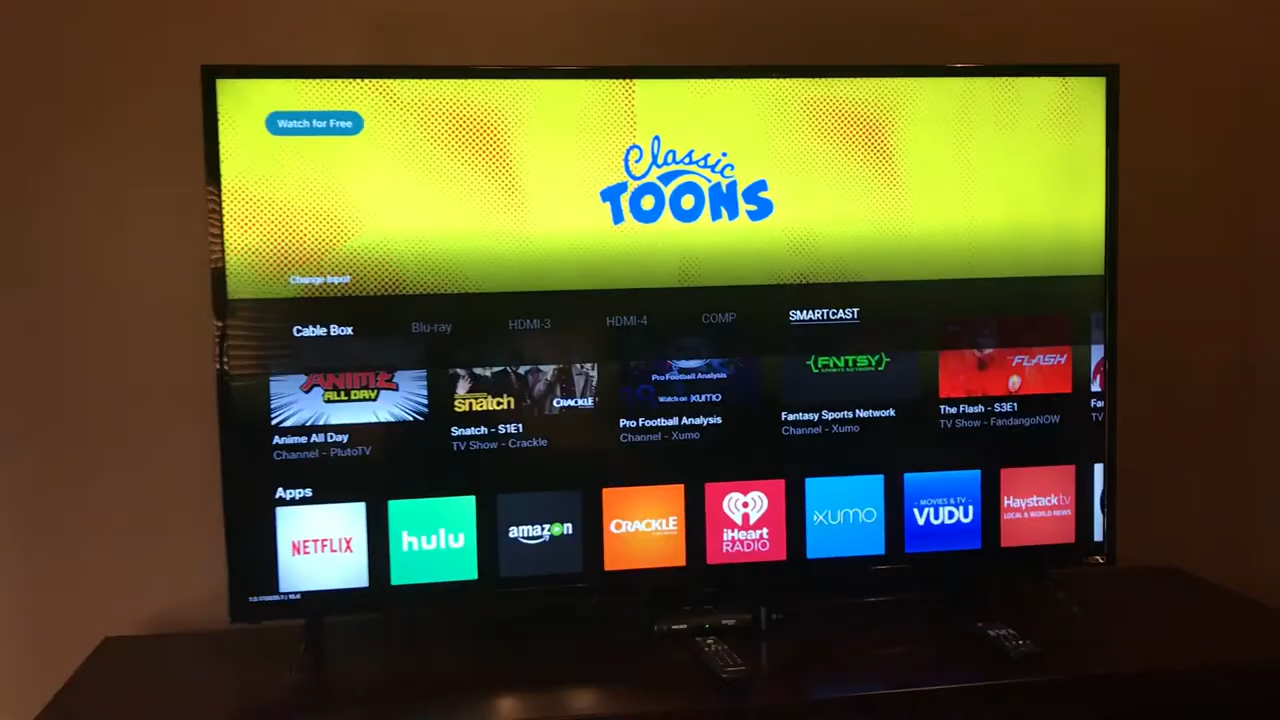 Watch for Free
Classic
TOONS
Change Input
Cable Box
Blu-ray
HDMI-3
HDMI-4
COMP
SMARTCAST
ANIME
ALL DAY
snatch
CRACKLE
Pro Football Analysis
Watch on XUMO
FNTSY
SPORTS NETWORK
THE FLASH
Anime All Day
Channel - PlutoTV
Snatch - S1E1
TV Show - Crackle
Pro Football Analysis
Channel - Xumo
Fantasy Sports Network
Channel - Xumo
The Flash - S3E1
TV Show - FandangoNOW
TV
Apps
NETFLIX
hulu
amazon
CRACKLE
iHeart
RADIO
XUMO
MOVIES & TV
VUDU
Haystack tv
LOCAL & WORLD NEWS